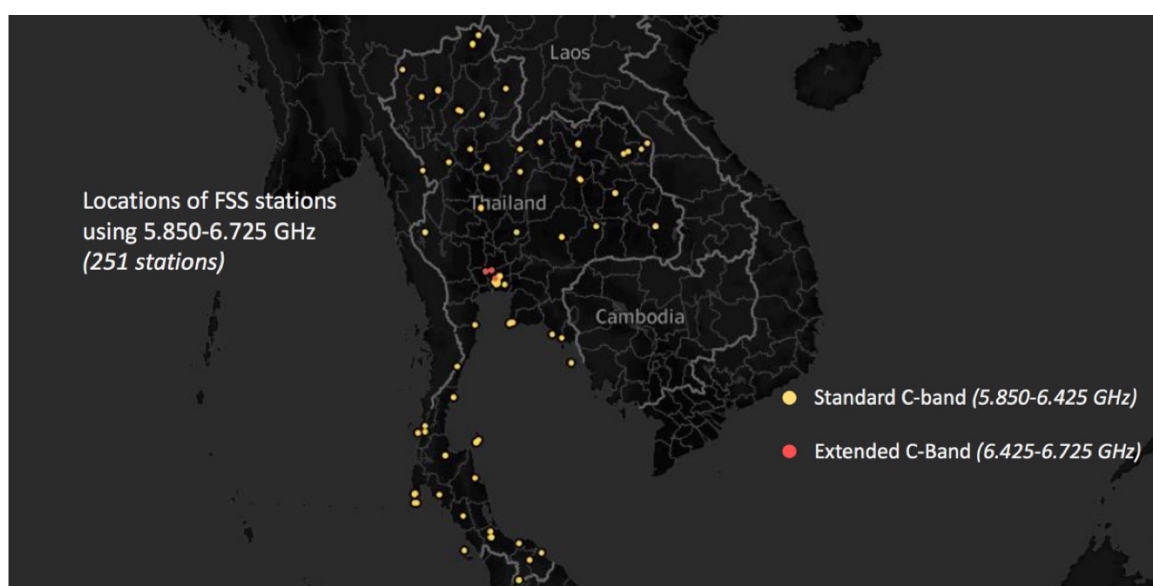 Laos
Locations of FSS stations
using 5.850-6.725 GHz
(251 stations)
Thailand
Cambodia
Standard C-band (5.850-6.425 GHz)
Extended C-Band (6.425-6.725 GHz)